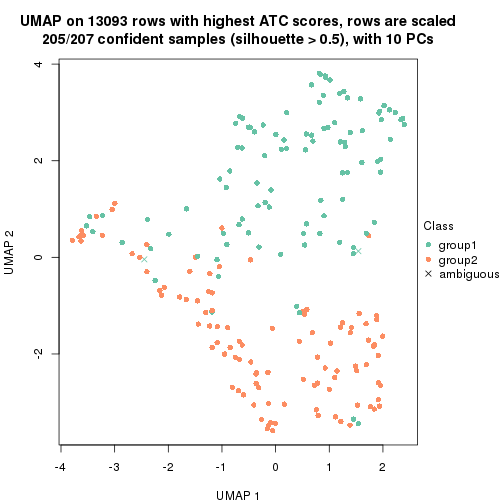 UMAP on 13093 rows with highest ATC scores, rows are scaled
205/207 confident samples (silhouette > 0.5), with 10 PCs
4
2
0
-2
UMAP 2
-4
-3
-2
-1
0
1
2
UMAP 1
Class
group1
group2
ambiguous